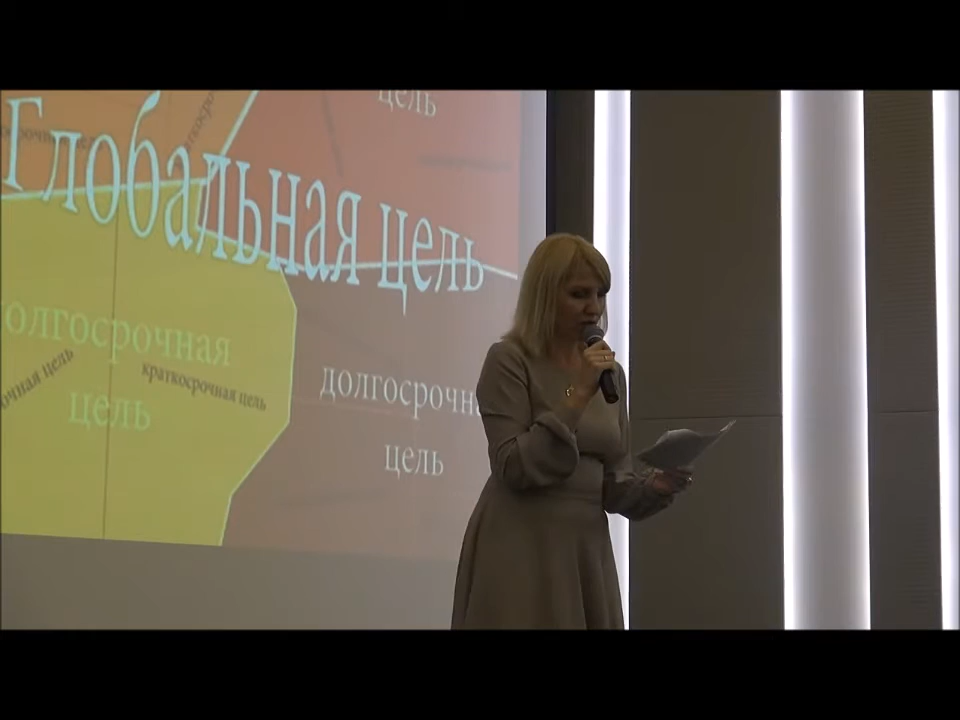 цель
Глобальная цель
долгосрочная
цель
краткосрочная цель
долгосрочн
цель